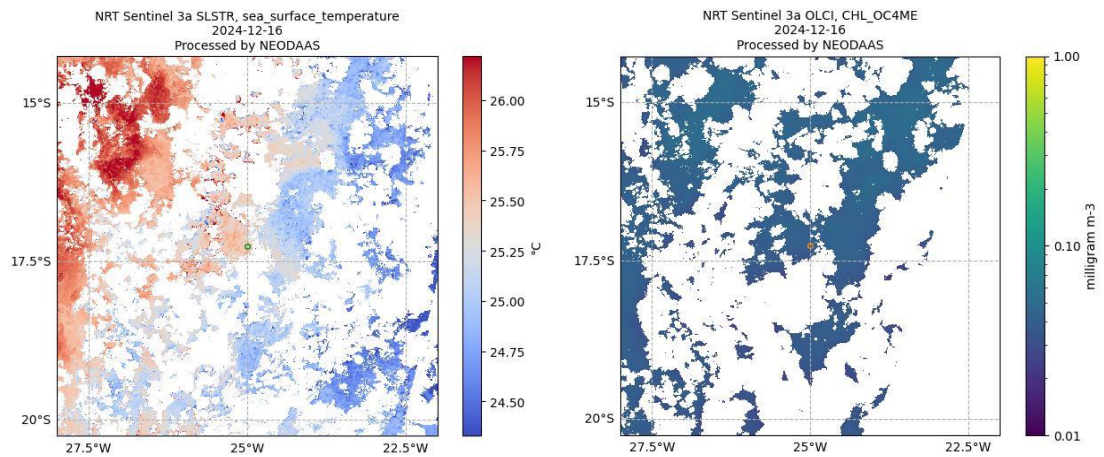 NRT Sentinel 3a SLSTR, sea_surface_temperature
2024-12-16
Processed by NEODAAS
15°S
17.5°S
20°S
27.5°W
25°W
22.5°W
26.00
25.75
25.50
25.25
25.00
24.75
24.50
°C
NRT Sentinel 3a OLCI, CHL_OC4ME
2024-12-16
Processed by NEODAAS
15°S
17.5°S
20°S
27.5°W
25°W
22.5°W
1.00
0.10
0.01
milligram m-3